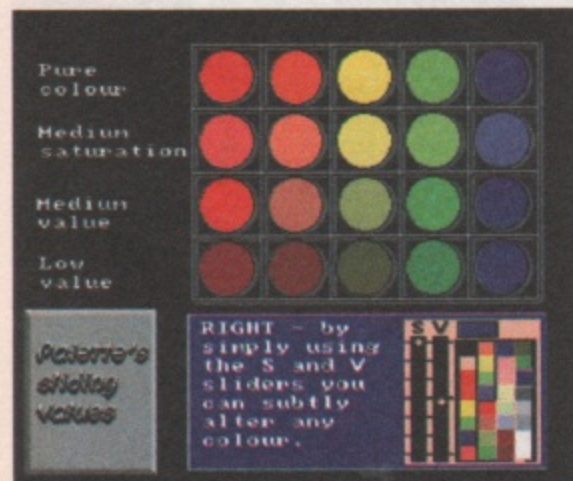 Pure
colour
Medium
saturation
Medium
value
Low
value
Palette's
sliding
values
RIGHT - by
simply using
the S and V
sliders you
can subtly
alter any
colour.
S V